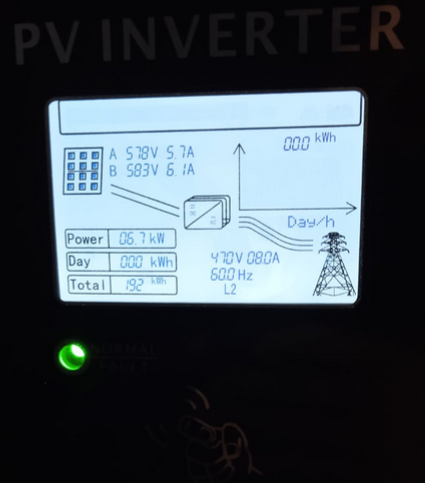 PV INVERTER
000 kWh
A 578V 5.7A
B 583V 6.1A
Day/h
Power 06.7 kW
Day 000 kWh
Total 192 kWh
470V 08.0A
60.0 Hz
L2
NORMAL